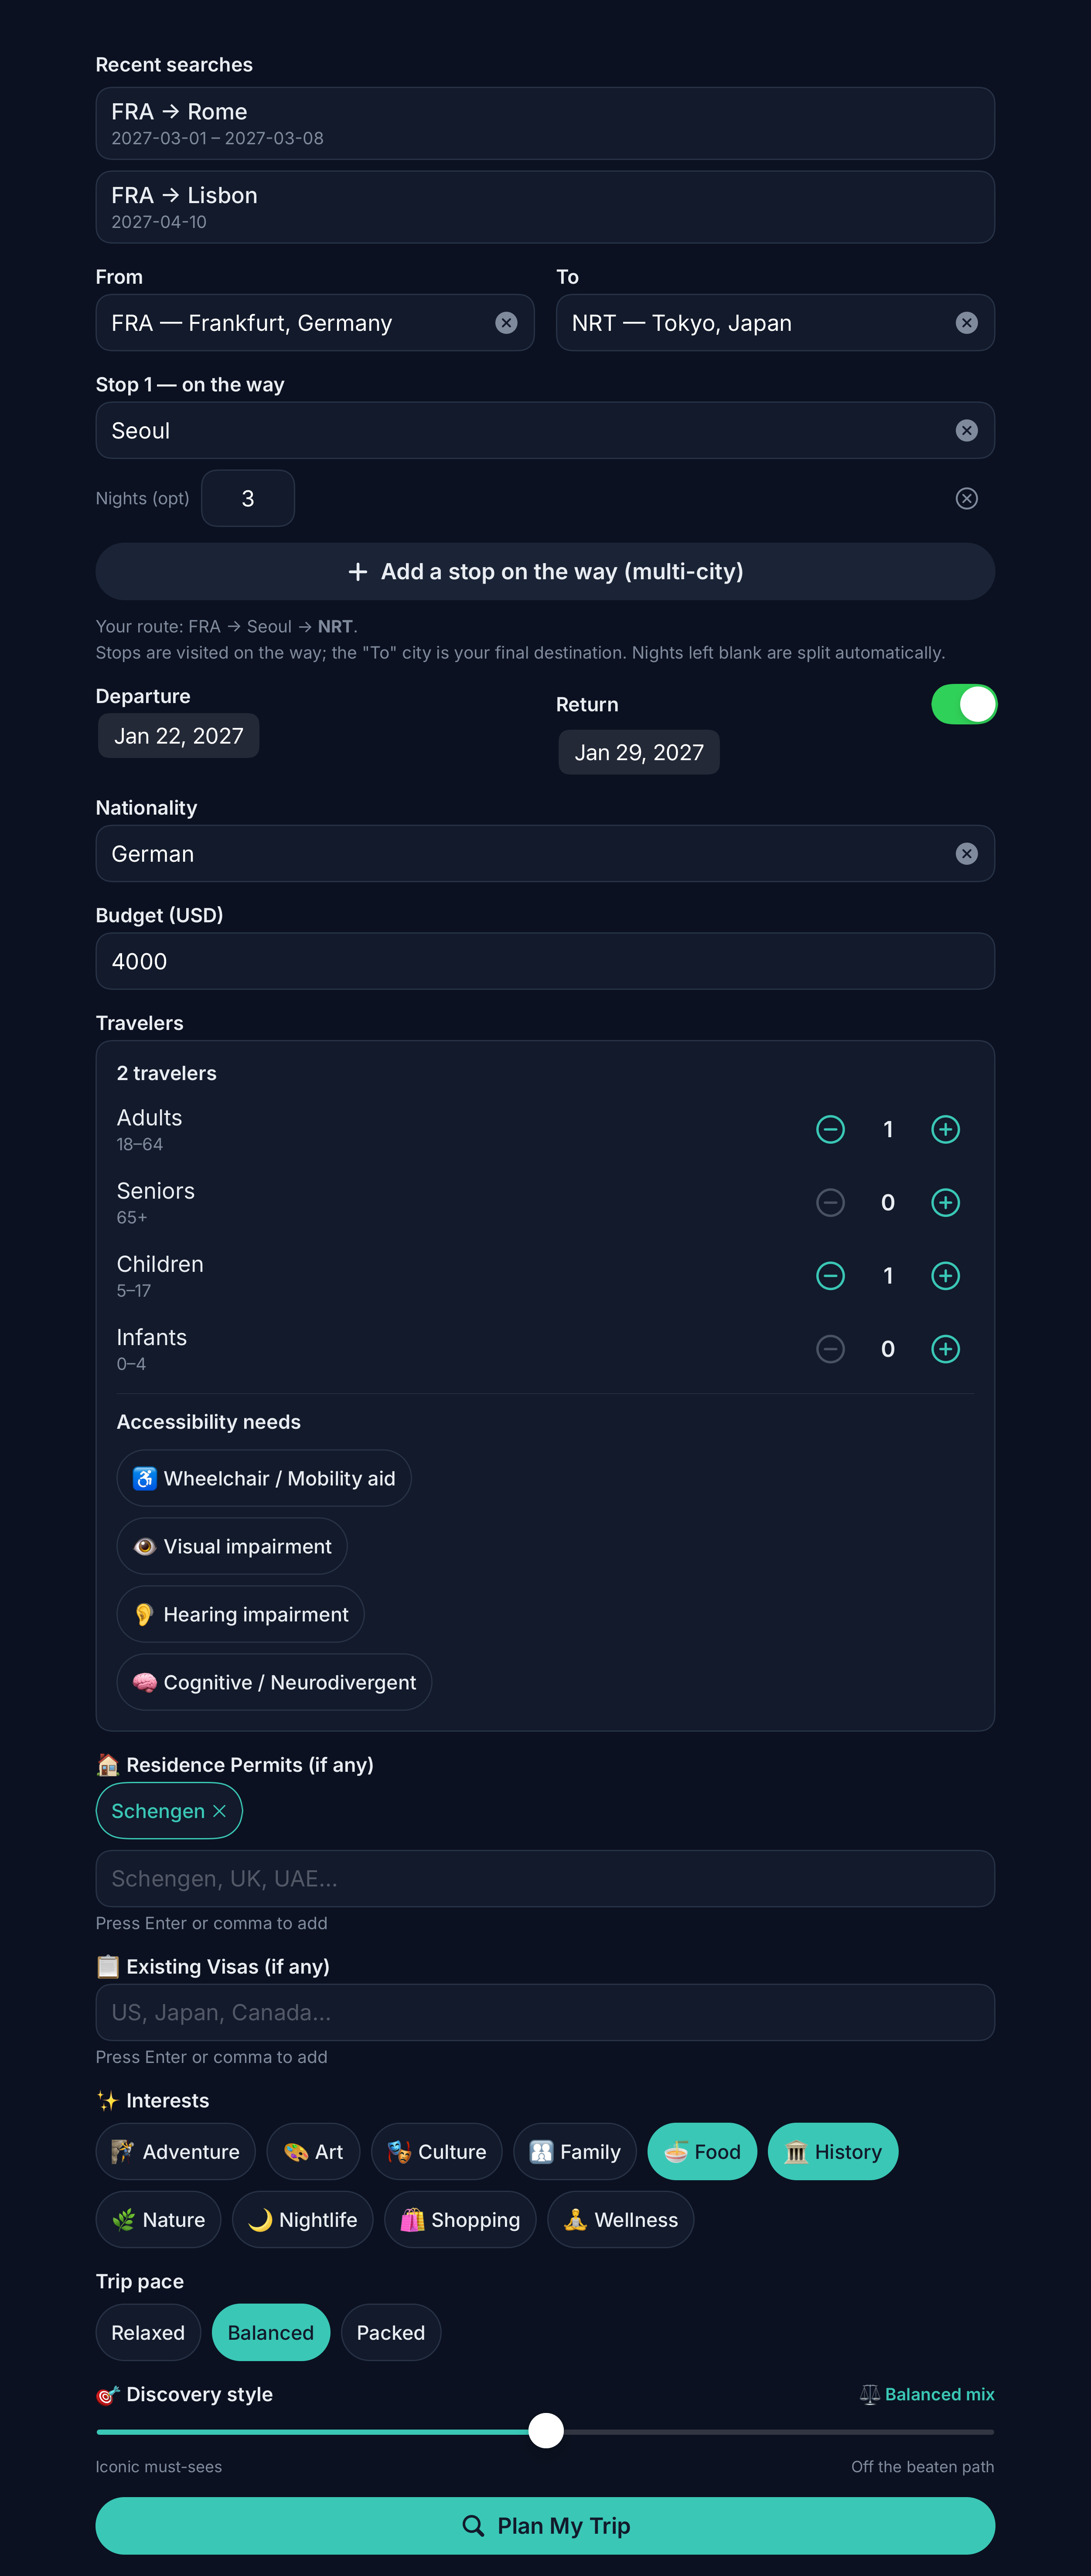 Recent searches
FRA → Rome
2027-03-01 – 2027-03-08
FRA → Lisbon
2027-04-10
From
To
FRA — Frankfurt, Germany
NRT — Tokyo, Japan
Stop 1 — on the way
Seoul
Nights (opt)
3
Add a stop on the way (multi-city)
Your route: FRA → Seoul → NRT.
Stops are visited on the way; the "To" city is your final destination. Nights left blank are split automatically.
Departure
Return
Jan 22, 2027
Jan 29, 2027
Nationality
German
Budget (USD)
4000
Travelers
2 travelers
Adults
18–64
1
Seniors
65+
0
Children
5–17
1
Infants
0–4
0
Accessibility needs
♿ Wheelchair / Mobility aid
👁️ Visual impairment
🦻 Hearing impairment
🧠 Cognitive / Neurodivergent
🏠 Residence Permits (if any)
Schengen ×
Schengen, UK, UAE...
Press Enter or comma to add
📋 Existing Visas (if any)
US, Japan, Canada...
Press Enter or comma to add
✨ Interests
Adventure
Art
Culture
Family
Food
History
Nature
Nightlife
Shopping
Wellness
Trip pace
Relaxed
Balanced
Packed
🎯 Discovery style
⚖️ Balanced mix
Iconic must-sees
Off the beaten path
Plan My Trip